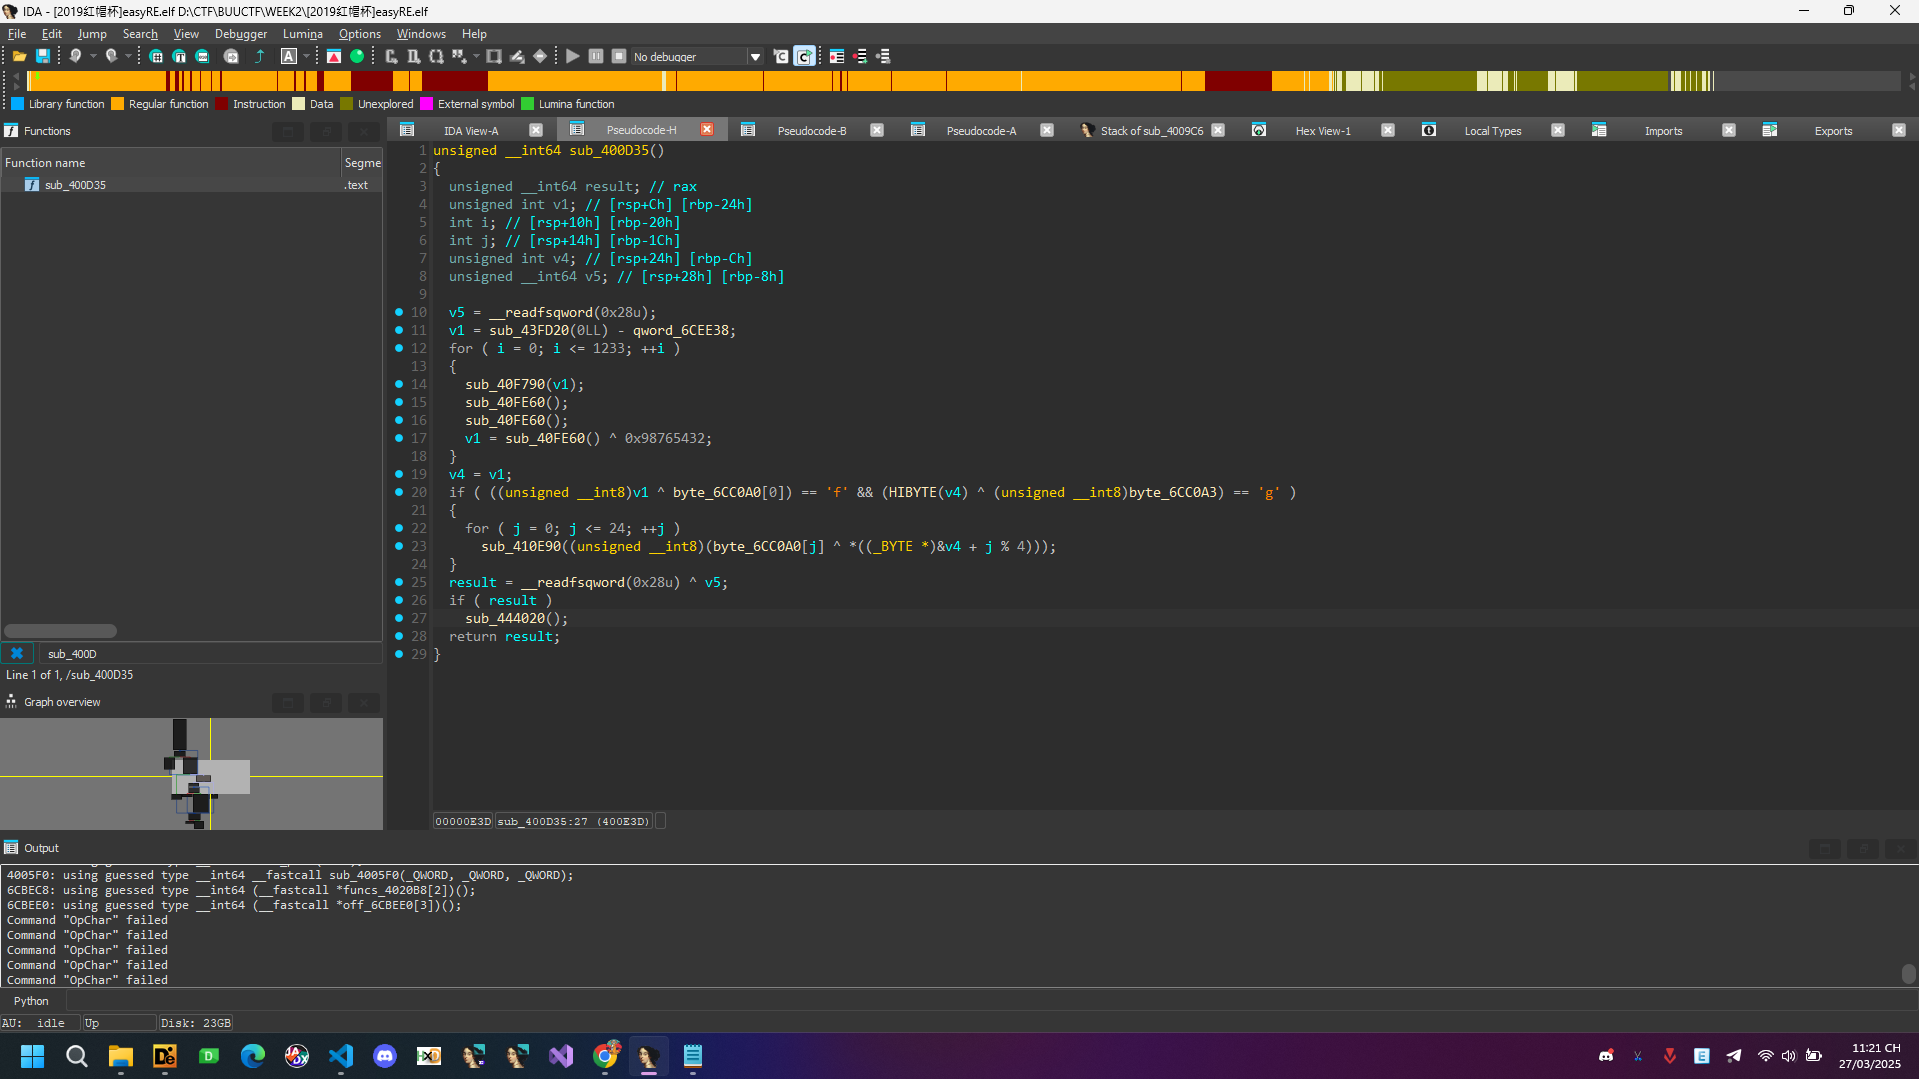 IDA - [2019红帽杯]easyRE.elf D:\CTF\BUUCTF\WEEK2\[2019红帽杯]easyRE.elf
File Edit Jump Search View Debugger Lumina Options Windows Help
No debugger
Library function Regular function Instruction Data Unexplored External symbol Lumina function
Functions
Function name Segme
sub_400D35 .text
sub_400D
Line 1 of 1, /sub_400D35
Graph overview
IDA View-A Pseudocode-H Pseudocode-B Pseudocode-A Stack of sub_4009C6 Hex View-1 Local Types Imports Exports
1 unsigned __int64 sub_400D35()
2 {
3 unsigned __int64 result; // rax
4 unsigned int v1; // [rsp+Ch] [rbp-24h]
5 int i; // [rsp+10h] [rbp-20h]
6 int j; // [rsp+14h] [rbp-1Ch]
7 unsigned int v4; // [rsp+24h] [rbp-Ch]
8 unsigned __int64 v5; // [rsp+28h] [rbp-8h]
9
10 v5 = __readfsqword(0x28u);
11 v1 = sub_43FD20(0LL) - qword_6CEE38;
12 for ( i = 0; i <= 1233; ++i )
13 {
14 sub_40F790(v1);
15 sub_40FE60();
16 sub_40FE60();
17 v1 = sub_40FE60() ^ 0x98765432;
18 }
19 v4 = v1;
20 if ( ((unsigned __int8)v1 ^ byte_6CC0A0[0]) == 'f' && (HIBYTE(v4) ^ (unsigned __int8)byte_6CC0A3) == 'g' )
21 {
22 for ( j = 0; j <= 24; ++j )
23 sub_410E90((unsigned __int8)(byte_6CC0A0[j] ^ *((_BYTE *)&v4 + j % 4)));
24 }
25 result = __readfsqword(0x28u) ^ v5;
26 if ( result )
27 sub_444020();
28 return result;
29 }
00000E3D sub_400D35:27 (400E3D)
Output
4005F0: using guessed type __int64 __fastcall sub_4005F0(_QWORD, _QWORD, _QWORD);
6CBEC8: using guessed type __int64 (__fastcall *funcs_4020B8[2])();
6CBEE0: using guessed type __int64 (__fastcall *off_6CBEE0[3])();
Command "OpChar" failed
Command "OpChar" failed
Command "OpChar" failed
Command "OpChar" failed
Command "OpChar" failed
Python
AU: idle Up Disk: 23GB
11:21 CH
27/03/2025